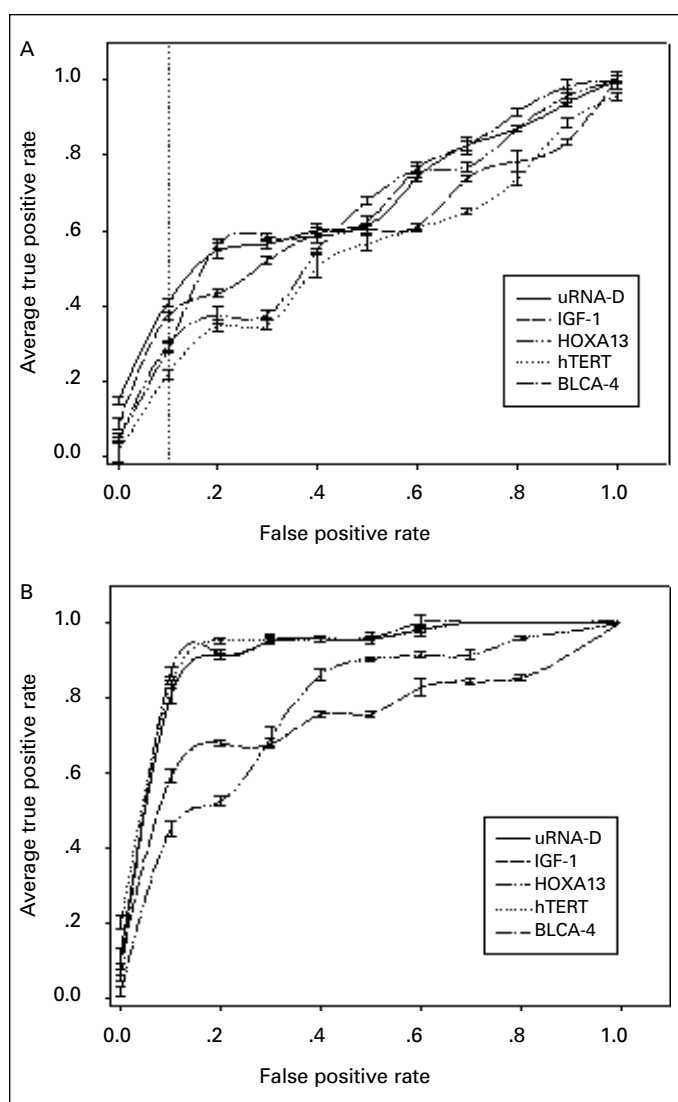 A
Average true positive rate
1.0
.8
.6
.4
.2
0.0
uRNA-D
IGF-1
HOXA13
hTERT
BLCA-4
0.0 .2 .4 .6 .8 1.0
False positive rate
B
Average true positive rate
1.0
.8
.6
.4
.2
0.0
uRNA-D
IGF-1
HOXA13
hTERT
BLCA-4
0.0 .2 .4 .6 .8 1.0
False positive rate